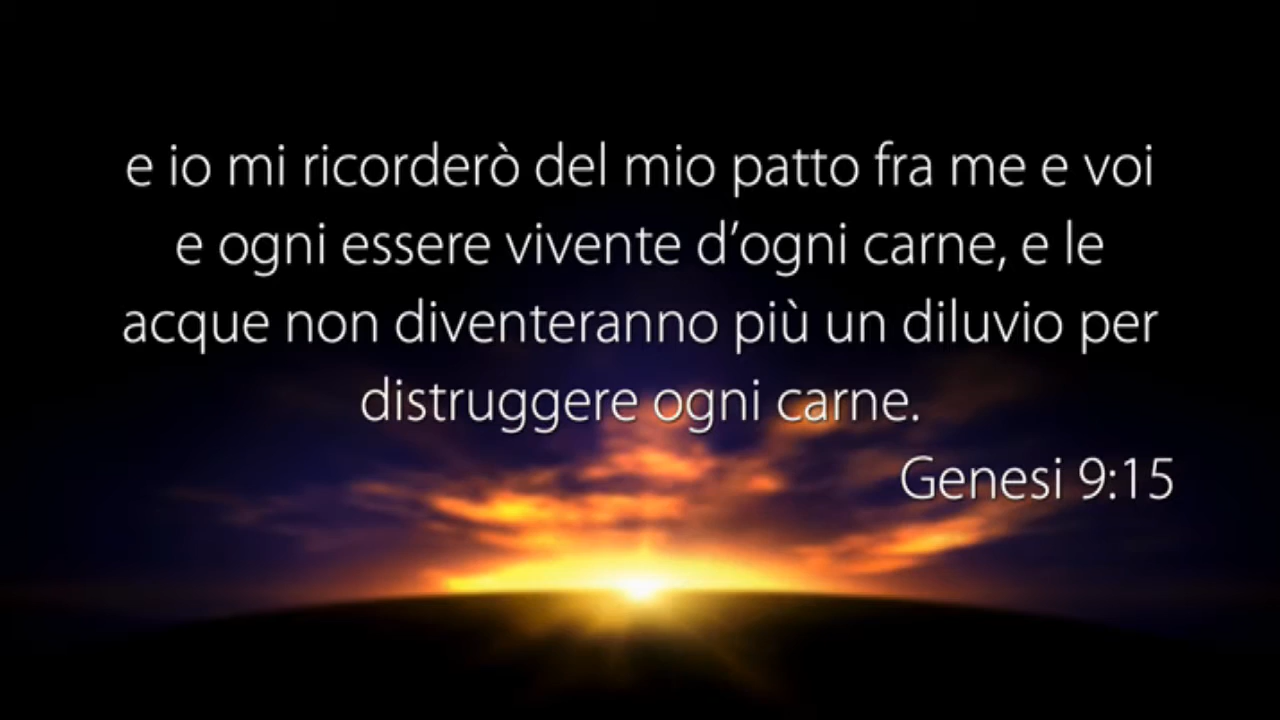 e io mi ricorderò del mio patto fra me e voi
e ogni essere vivente d’ogni carne, e le
acque non diventeranno più un diluvio per
distruggere ogni carne.
Genesi 9:15